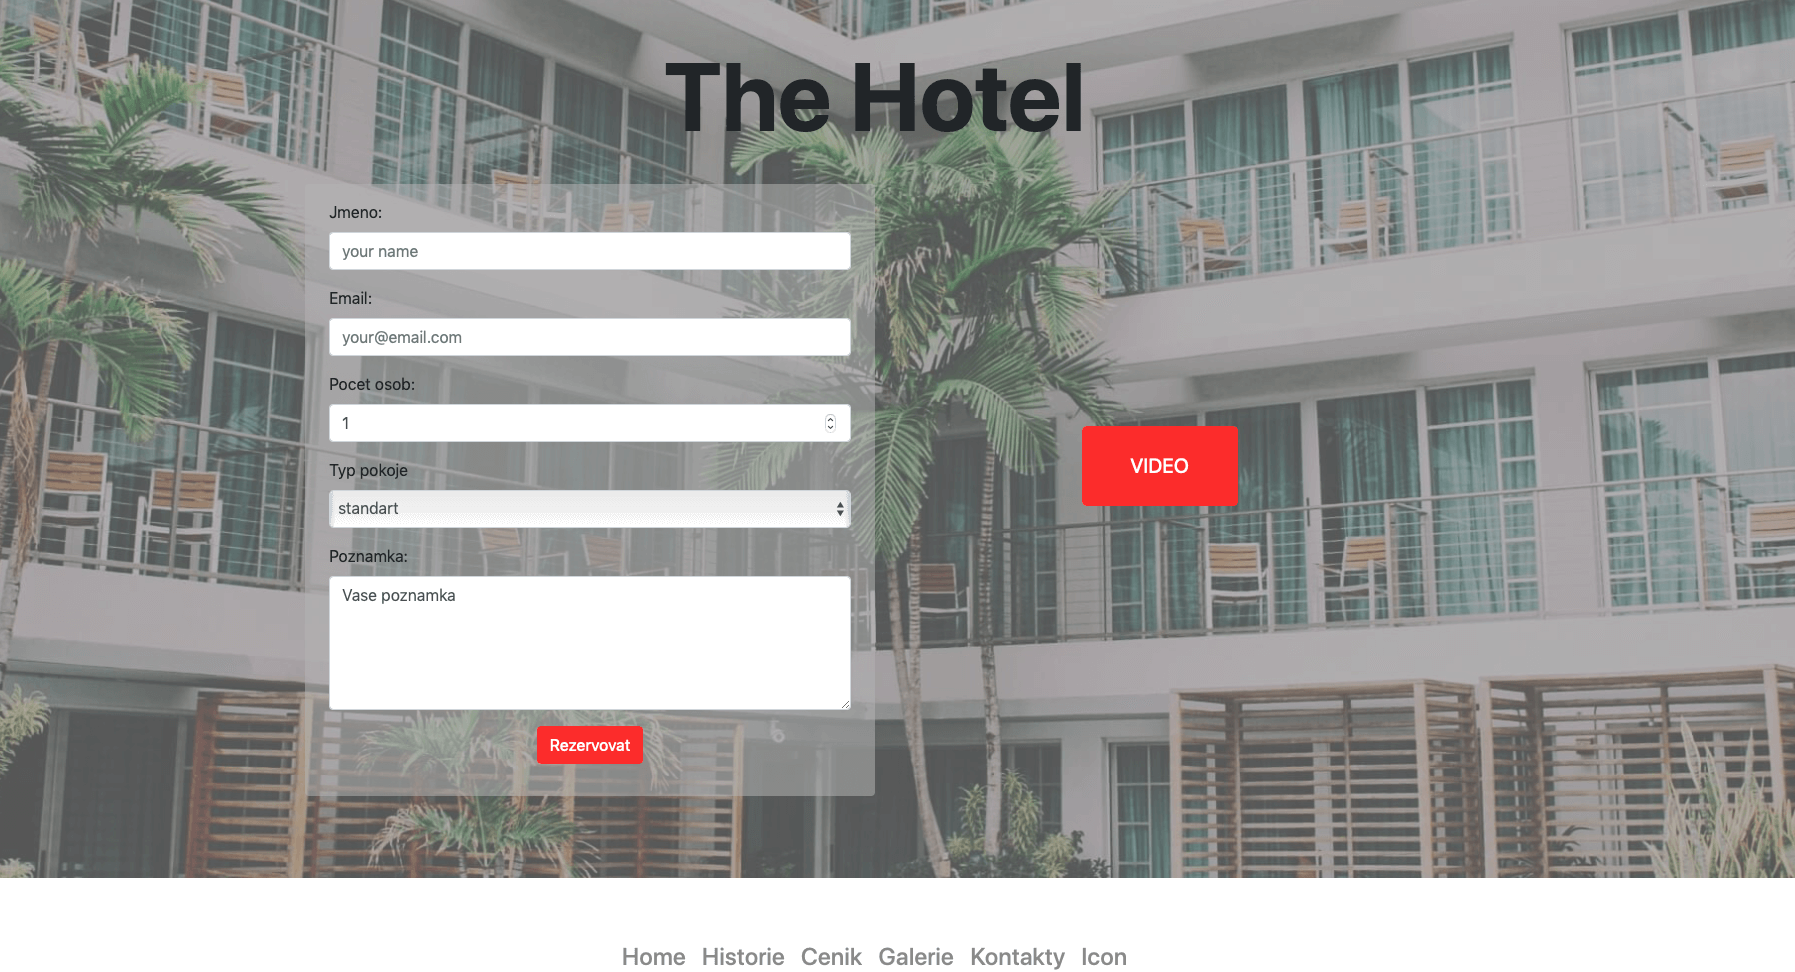 The Hotel
Jmeno:
your name
Email:
your@email.com
Pocet osob:
1
Typ pokoje
standart
Poznamka:
Vase poznamka
Rezervovat
VIDEO
Home Historie Cenik Galerie Kontakty Icon